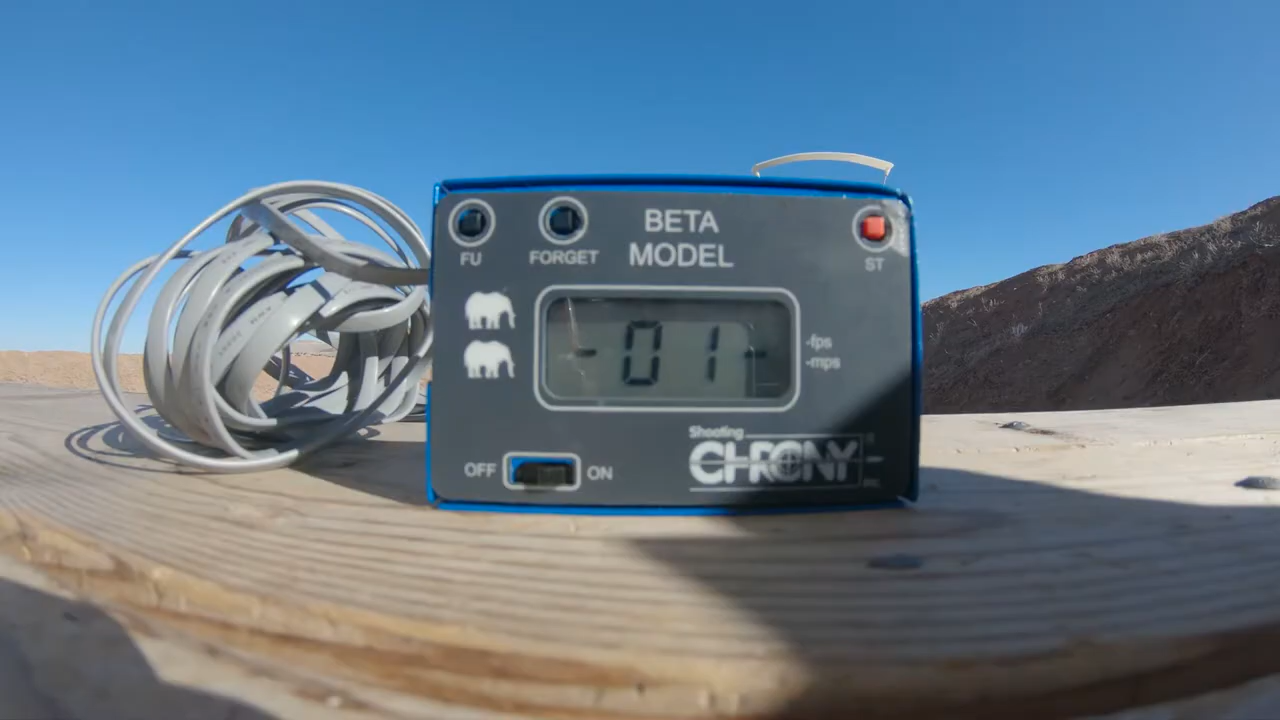 BETA
MODEL
FU
FORGET
ST
- 01 -
-fps
-mps
OFF
ON
Shooting
CHRONY